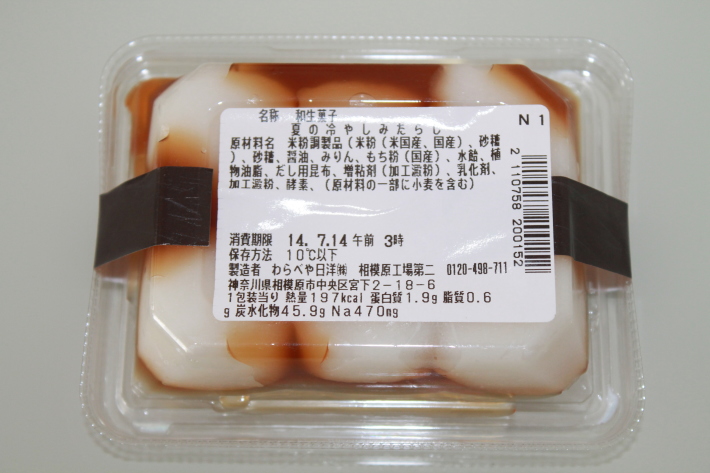 名称 和生菓子
N 1
夏の冷やしみたらし
原材料名 米粉調製品(米粉(米国産、国産)、砂糖
)、砂糖、醤油、みりん、もち粉(国産)、水飴、植
物油脂、だし用昆布、増粘剤(加工澱粉)、乳化剤、
加工澱粉、酵素、(原材料の一部に小麦を含む)
消費期限 14. 7.14 午前 3時
保存方法 10℃以下
製造者 わらべや日洋㈱ 相模原工場第二 0120-498-711
神奈川県相模原市中央区宮下2-18-6
1包装当り 熱量197kcal 蛋白質1.9g 脂質0.6
g 炭水化物45.9g Na470mg
2 110758 200152